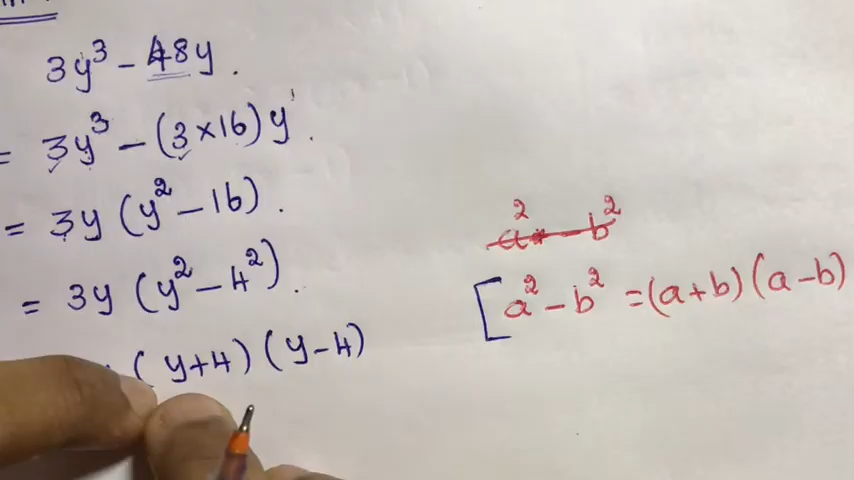 3y³ - 48y.
= 3y³ - (3×16)y'.
= 3y (y² - 16).
= 3y (y² - 4²).
(y+4) (y-4)
a² - b²
[a² - b² = (a+b)(a-b)